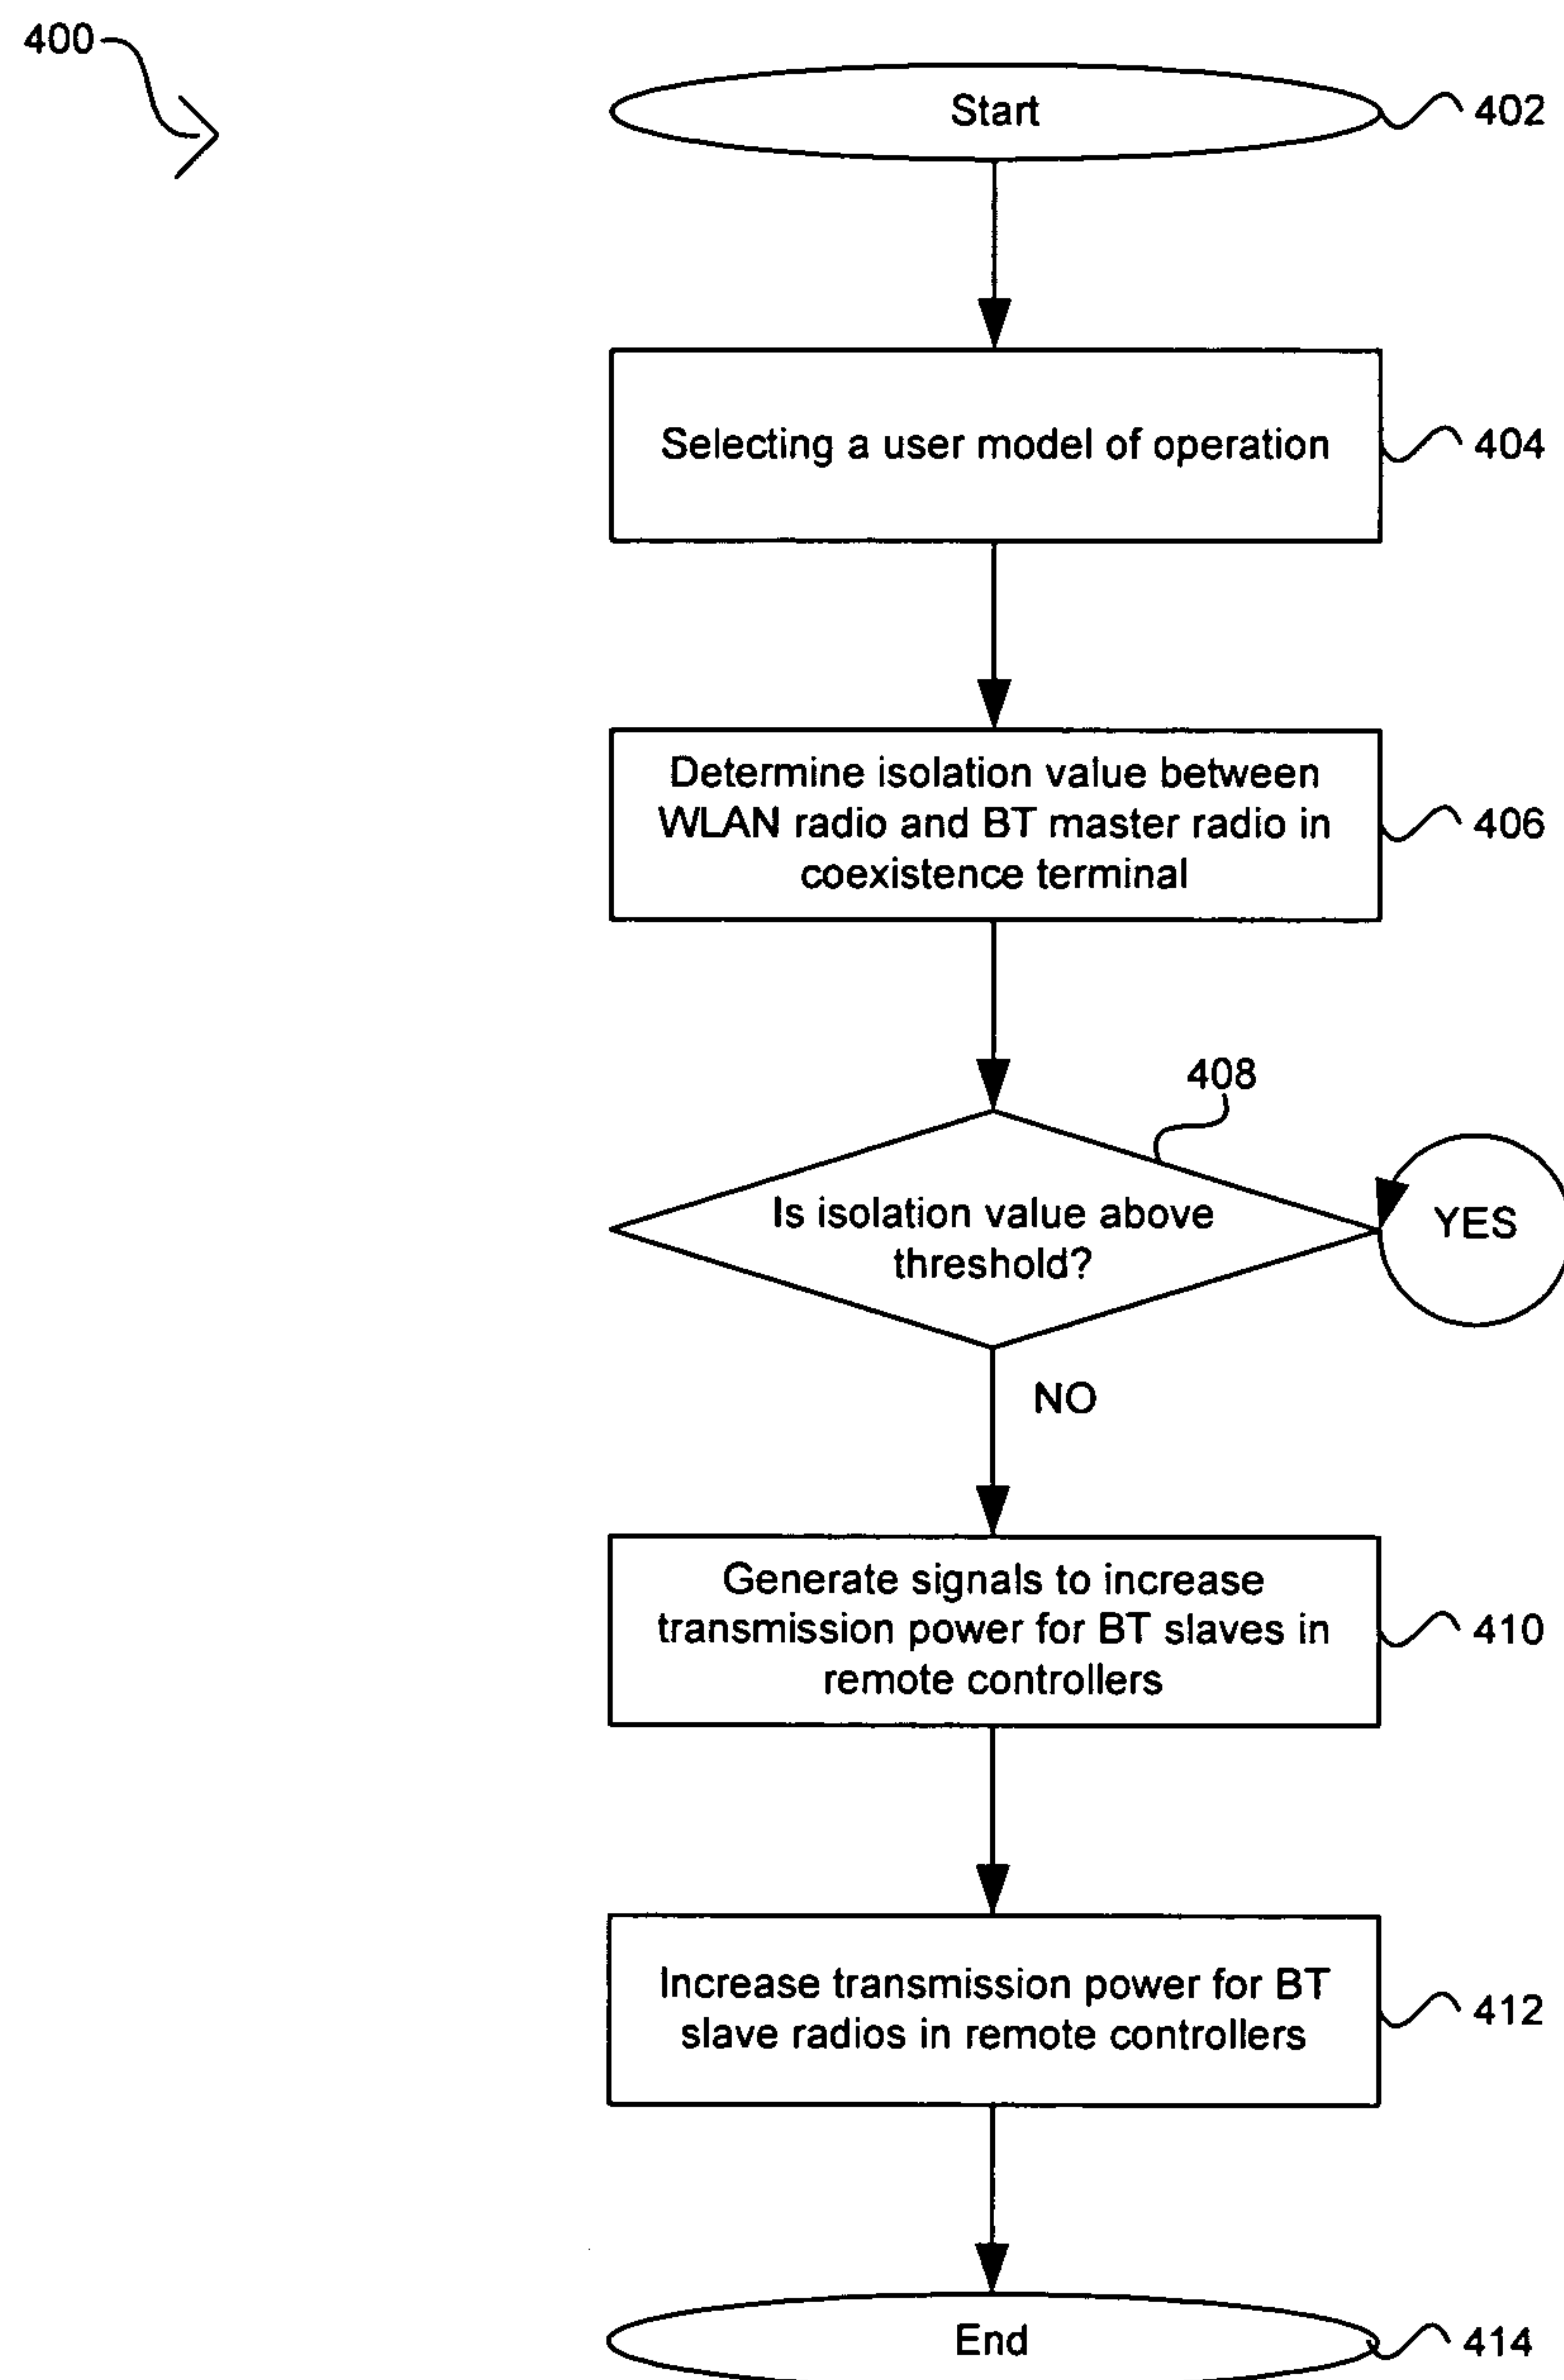 400
Start
402
Selecting a user model of operation
404
Determine isolation value between
WLAN radio and BT master radio in
coexistence terminal
406
408
Is isolation value above
threshold?
YES
NO
Generate signals to increase
transmission power for BT slaves in
remote controllers
410
Increase transmission power for BT
slave radios in remote controllers
412
End
414